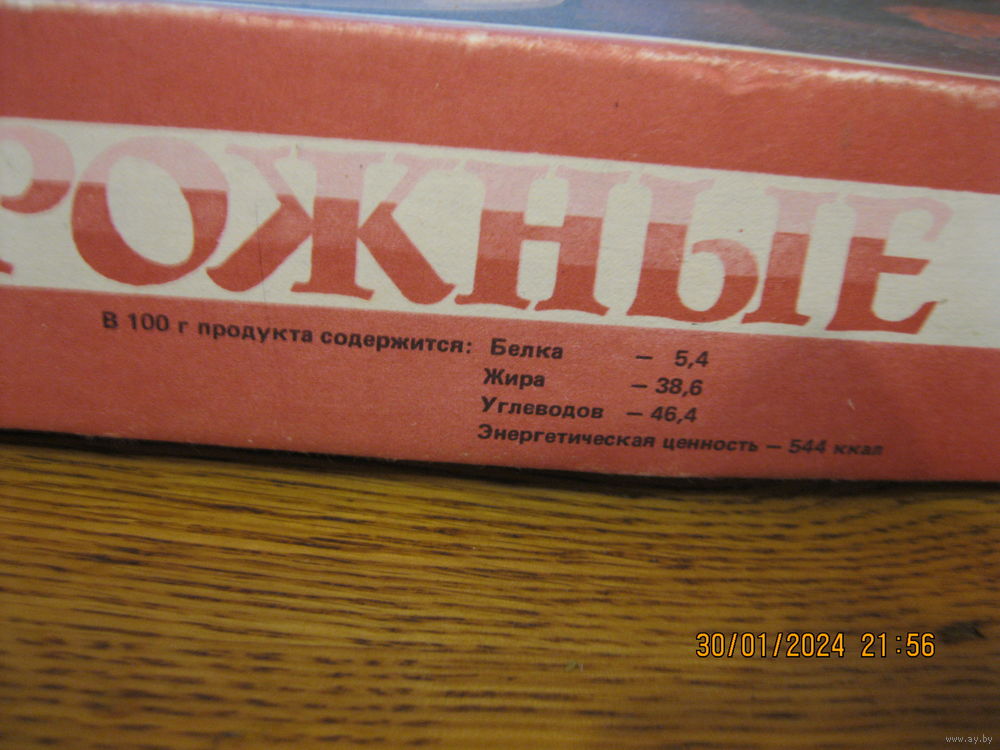 РОЖНЫЕ
В 100 г продукта содержится: Белка — 5,4
Жира — 38,6
Углеводов — 46,4
Энергетическая ценность — 544 ккал
30/01/2024 21:56
www.ay.by